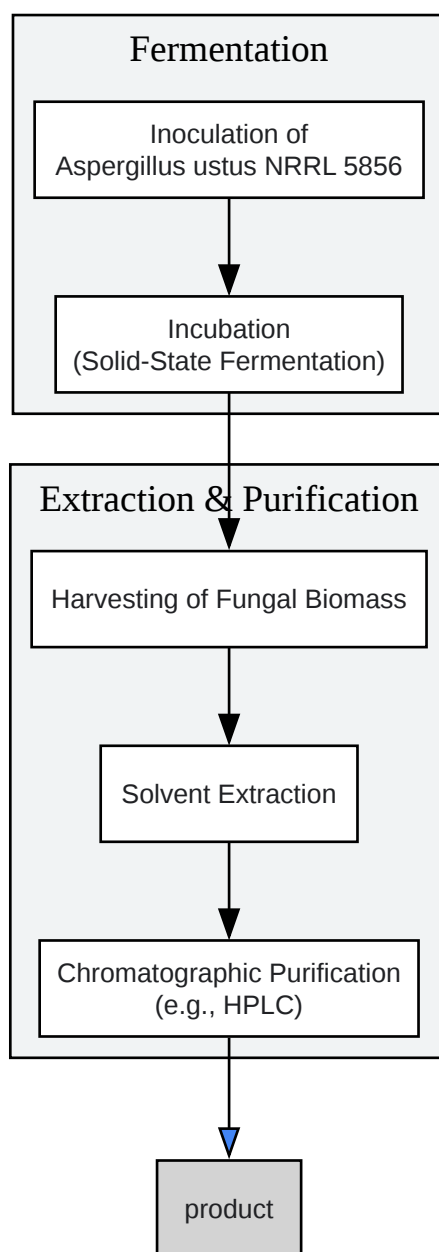 Fermentation
Inoculation of
Aspergillus ustus NRRL 5856
Incubation
(Solid-State Fermentation)
Extraction & Purification
Harvesting of Fungal Biomass
Solvent Extraction
Chromatographic Purification
(e.g., HPLC)
product